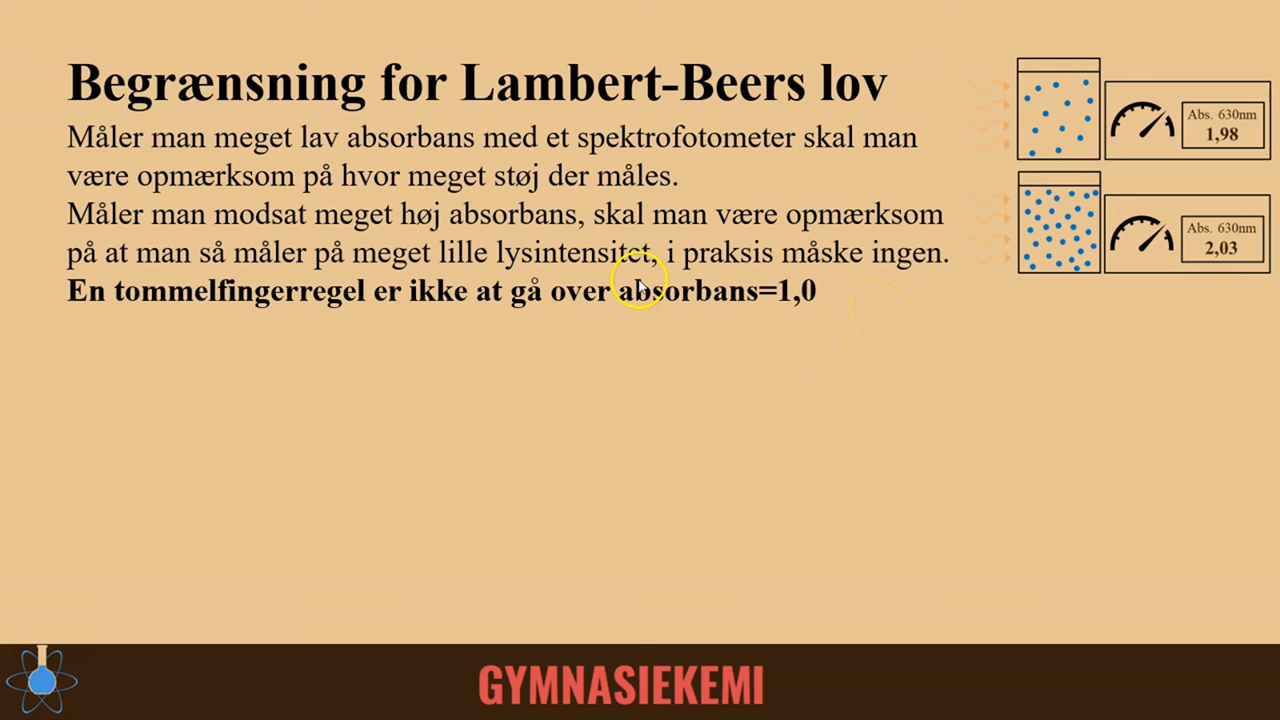 Begrænsning for Lambert-Beers lov
Måler man meget lav absorbans med et spektrofotometer skal man
være opmærksom på hvor meget støj der måles.
Måler man modsat meget høj absorbans, skal man være opmærksom
på at man så måler på meget lille lysintensitet, i praksis måske ingen.
En tommelfingerregel er ikke at gå over absorbans=1,0
Abs. 630nm
1,98
Abs. 630nm
2,03
GYMNASIEKEMI